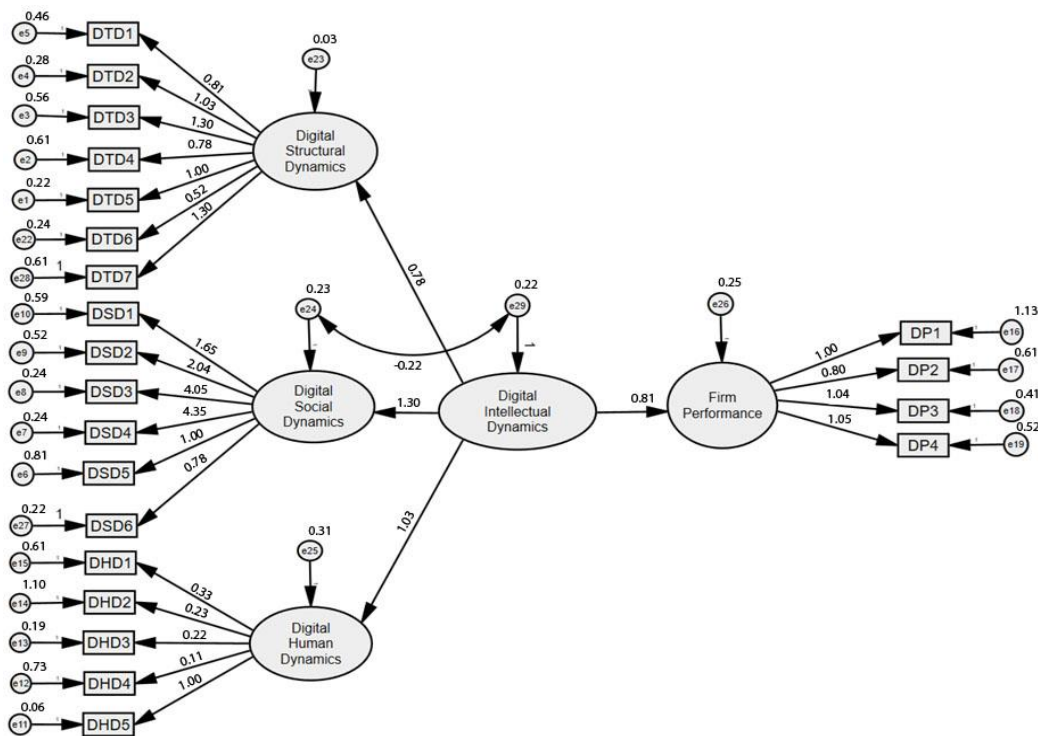 0.46
e5
DTD1
0.28
e4
DTD2
0.56
e3
DTD3
0.61
e2
DTD4
0.22
e1
DTD5
0.24
e22
DTD6
0.61
e28
1
DTD7
0.81
1.03
1.30
0.78
1.00
0.52
1.30
0.03
e23
Digital
Structural
Dynamics
0.59
e10
DSD1
0.52
e9
DSD2
0.24
e8
DSD3
0.24
e7
DSD4
0.81
e6
DSD5
0.22
e27
1
DSD6
1.65
2.04
4.05
4.35
1.00
0.78
0.23
e24
Digital
Social
Dynamics
0.22
e29
1
-0.22
0.78
1.30
1.03
0.81
Digital
Intellectual
Dynamics
0.25
e26
Firm
Performance
1.00
0.80
1.04
1.05
DP1
1.13
e16
DP2
0.61
e17
DP3
0.41
e18
DP4
0.52
e19
0.61
e15
DHD1
1.10
e14
DHD2
0.19
e13
DHD3
0.73
e12
DHD4
0.06
e11
DHD5
0.33
0.23
0.22
0.11
1.00
0.31
e25
Digital
Human
Dynamics